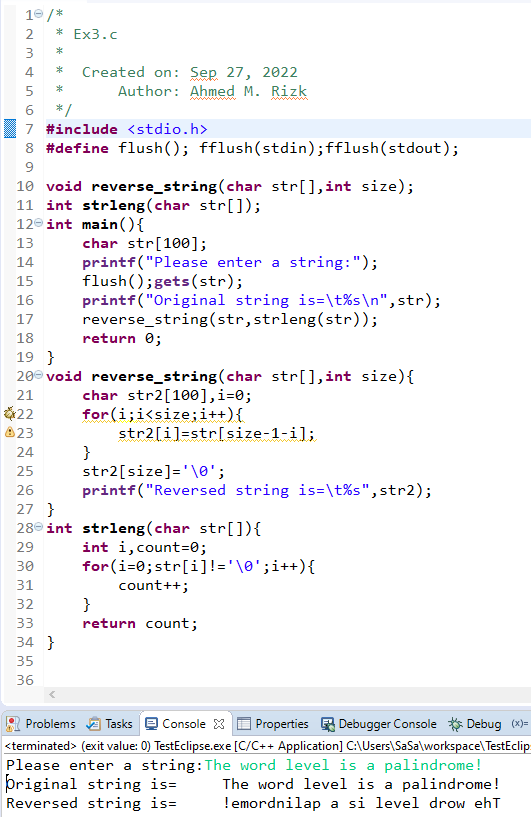 1 /*
2  * Ex3.c
3  *
4  *  Created on: Sep 27, 2022
5  *      Author: Ahmed M. Rizk
6  */
7 #include <stdio.h>
8 #define flush(); fflush(stdin);fflush(stdout);
9
10 void reverse_string(char str[],int size);
11 int strleng(char str[]);
12 int main(){
13     char str[100];
14     printf("Please enter a string:");
15     flush();gets(str);
16     printf("Original string is=\t%s\n",str);
17     reverse_string(str,strleng(str));
18     return 0;
19 }
20 void reverse_string(char str[],int size){
21     char str2[100],i=0;
22     for(i;i<size;i++){
23         str2[i]=str[size-1-i];
24     }
25     str2[size]='\0';
26     printf("Reversed string is=\t%s",str2);
27 }
28 int strleng(char str[]){
29     int i,count=0;
30     for(i=0;str[i]!='\0';i++){
31         count++;
32     }
33     return count;
34 }
35
36
Problems Tasks Console Properties Debugger Console Debug (x)=
<terminated> (exit value: 0) TestEclipse.exe [C/C++ Application] C:\Users\SaSa\workspace\TestEclip
Please enter a string:The word level is a palindrome!
Original string is=     The word level is a palindrome!
Reversed string is=     !emordnilap a si level drow ehT